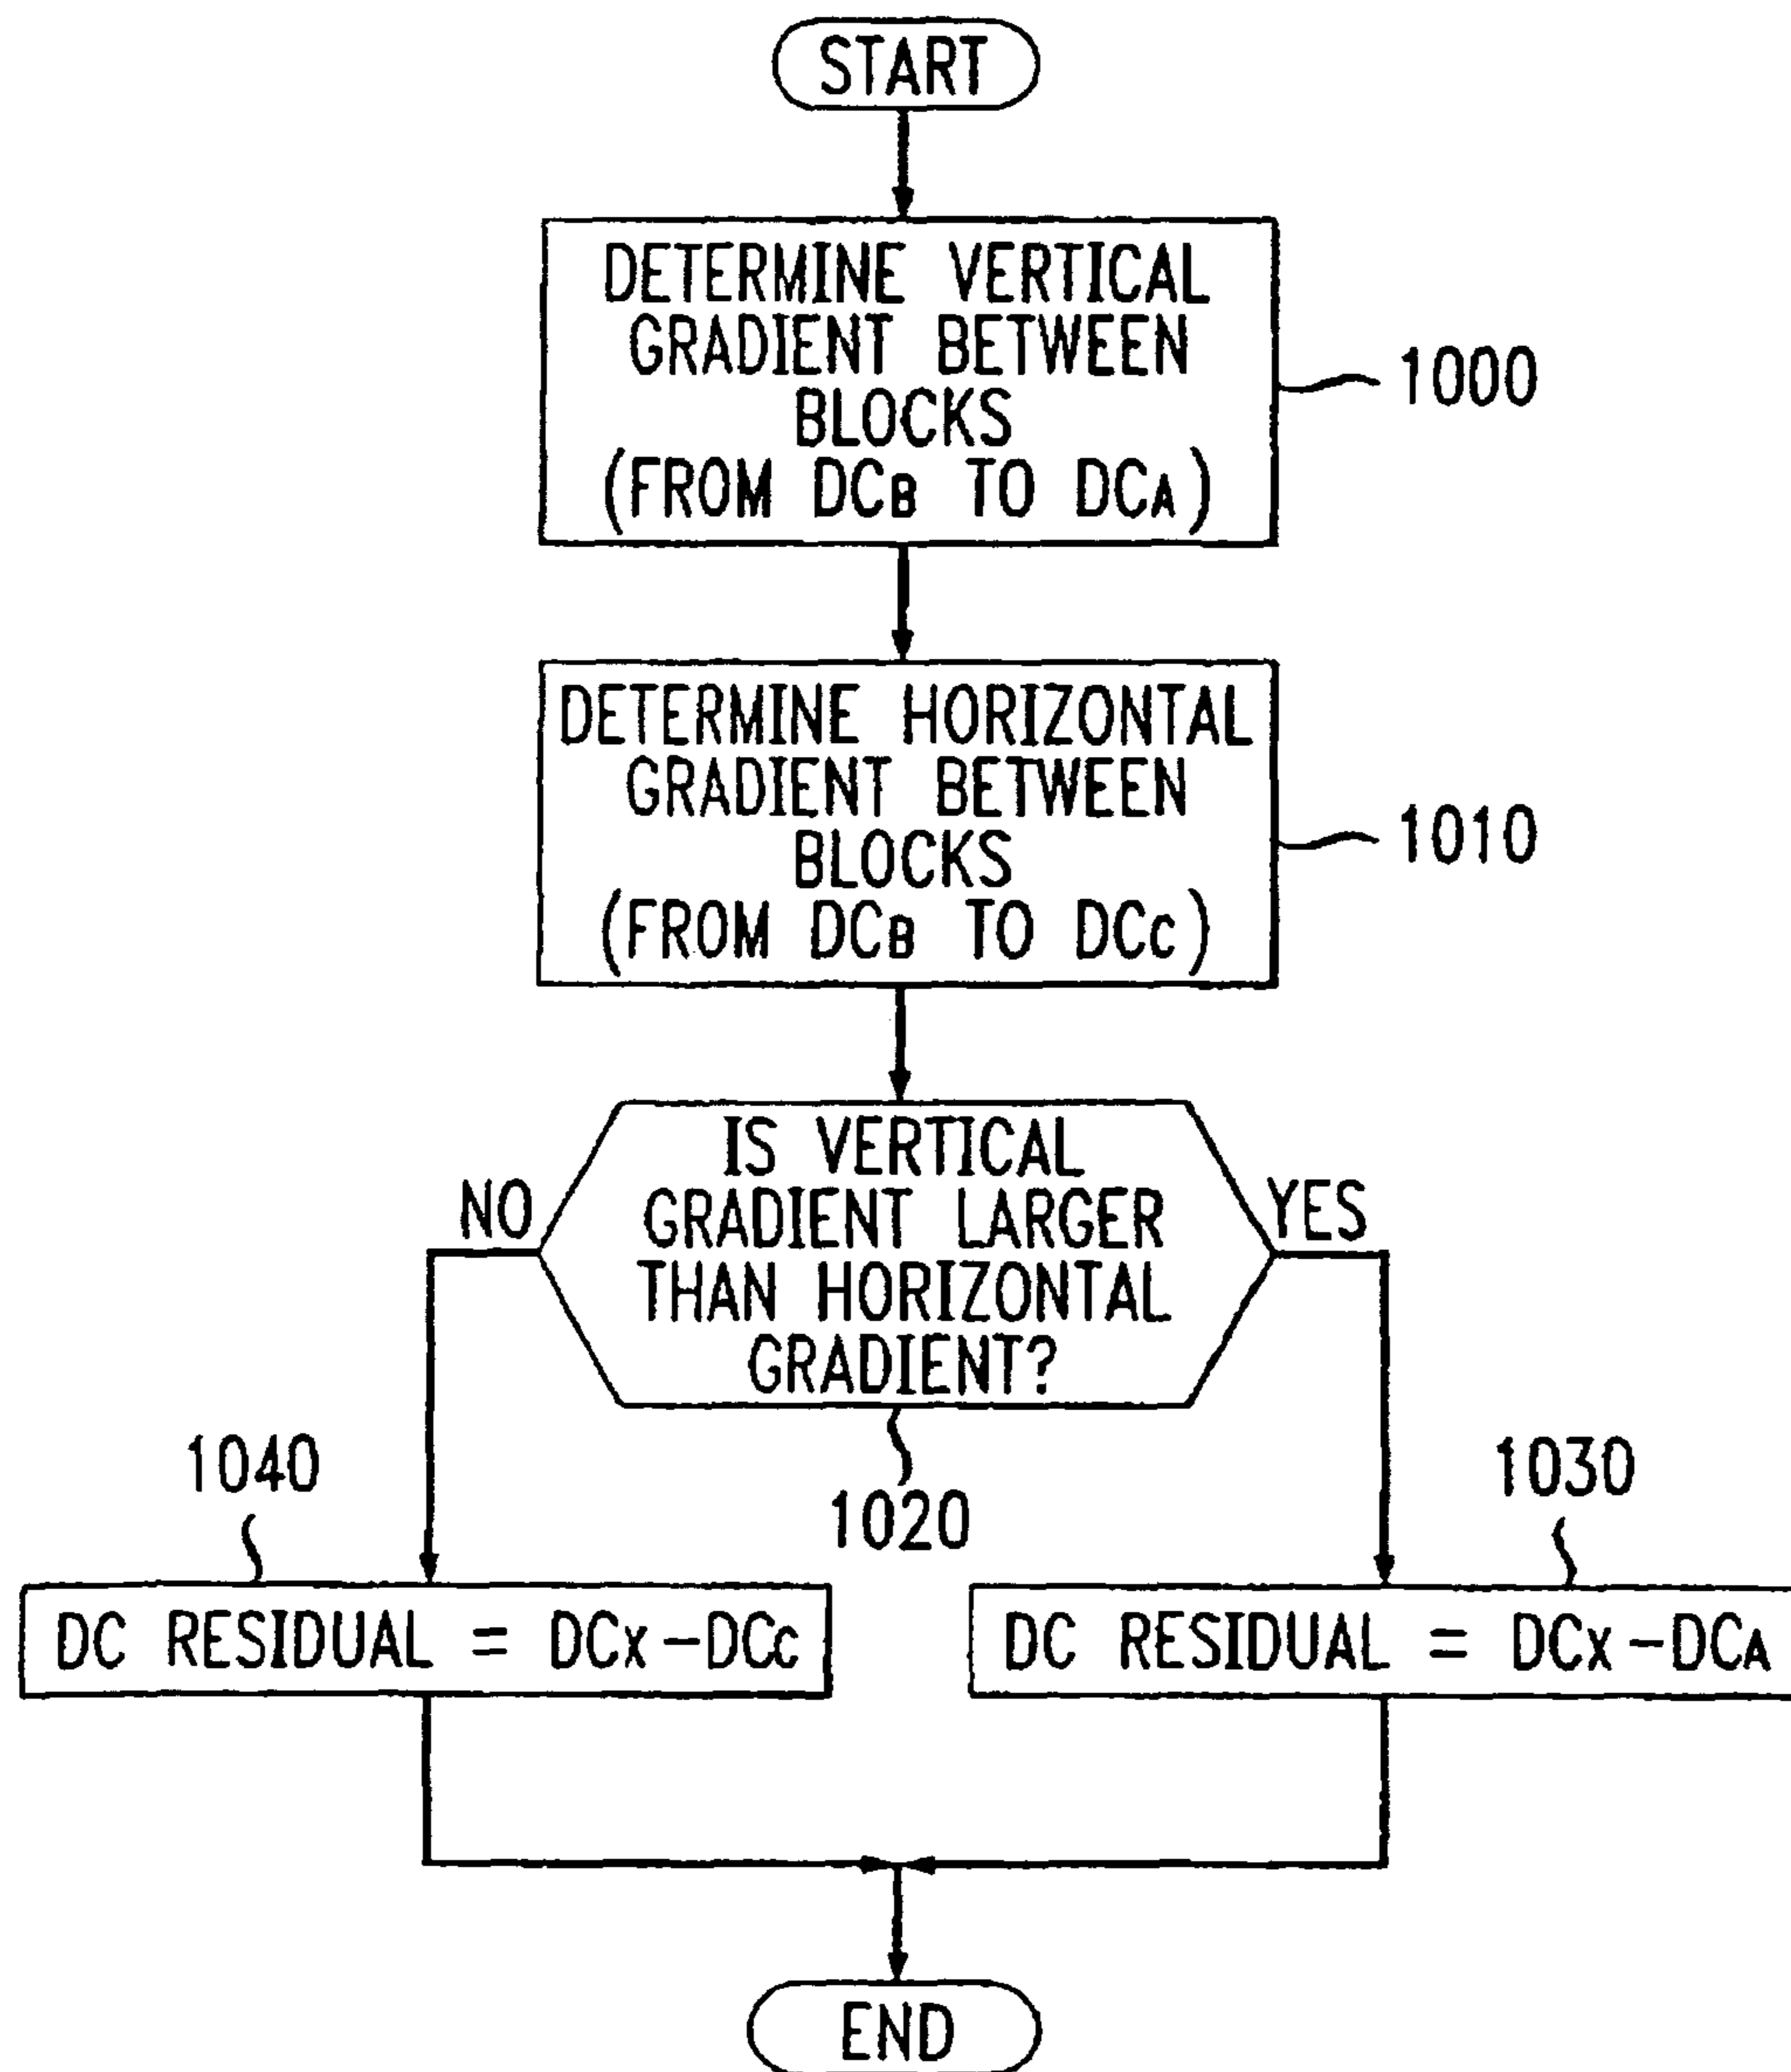 START
DETERMINE VERTICAL
GRADIENT BETWEEN
BLOCKS
(FROM DCB TO DCA)
1000
DETERMINE HORIZONTAL
GRADIENT BETWEEN
BLOCKS
(FROM DCB TO DCC)
1010
IS VERTICAL
GRADIENT LARGER
THAN HORIZONTAL
GRADIENT?
NO
YES
1020
1040
1030
DC RESIDUAL = DCX-DCC
DC RESIDUAL = DCX-DCA
END